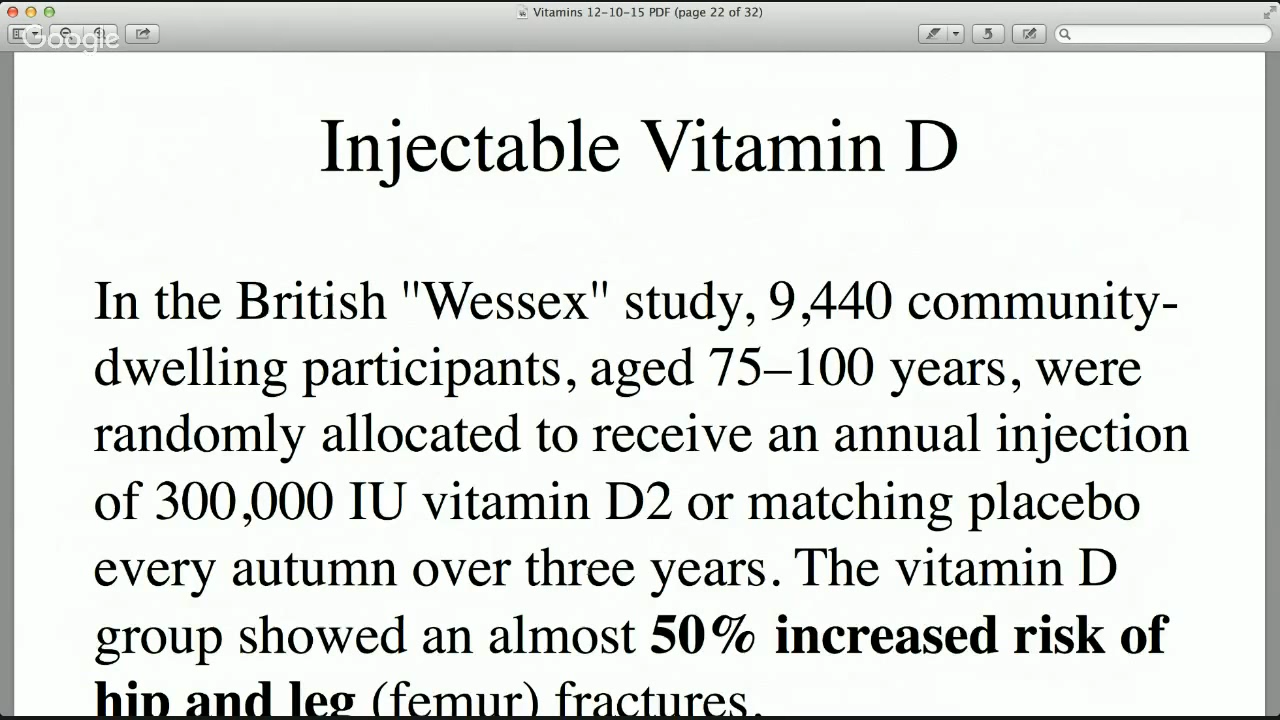 Vitamins 12-10-15 PDF (page 22 of 32)
Google
Injectable Vitamin D
In the British "Wessex" study, 9,440 community-
dwelling participants, aged 75–100 years, were
randomly allocated to receive an annual injection
of 300,000 IU vitamin D2 or matching placebo
every autumn over three years. The vitamin D
group showed an almost 50% increased risk of
hip and leg (femur) fractures.